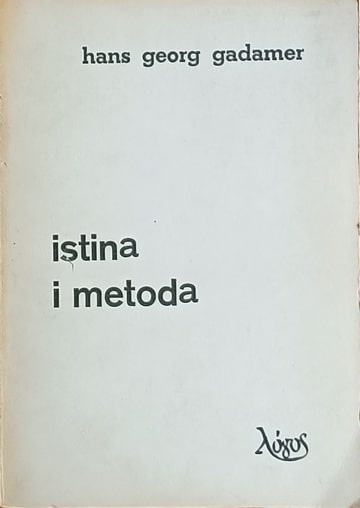 hans georg gadamer
istina
i metoda
λόγος